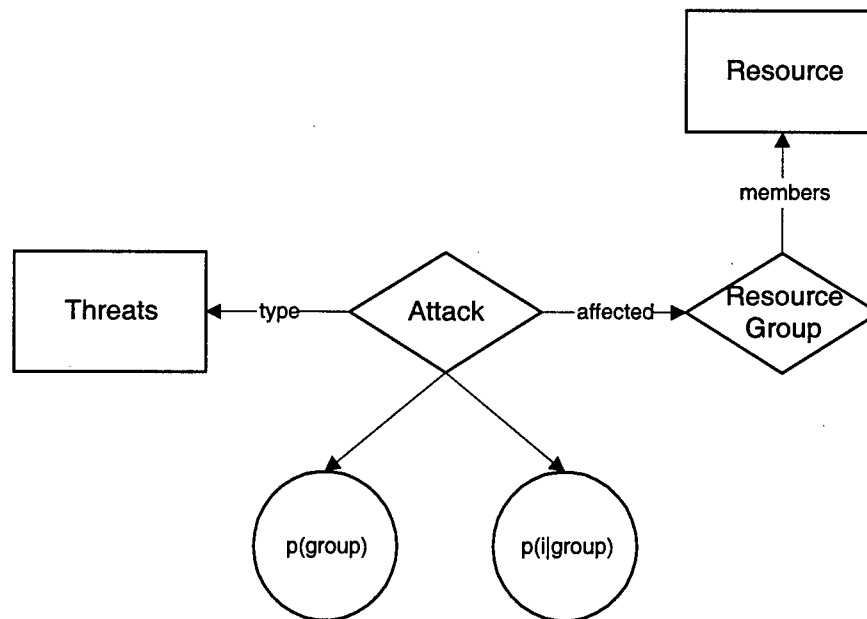 Resource
members
Threats
type
Attack
affected
Resource
Group
p(group)
p(i|group)